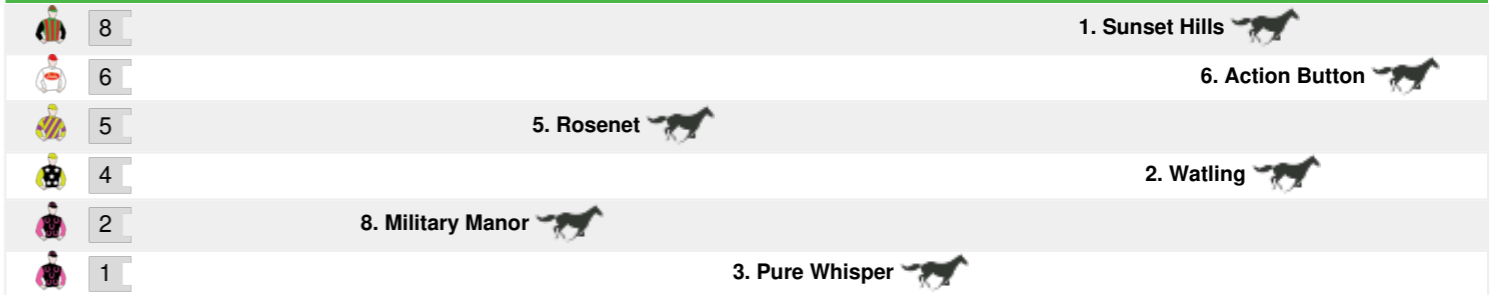 8 1. Sunset Hills
6 6. Action Button
5 5. Rosenet
4 2. Watling
2 8. Military Manor
1 3. Pure Whisper